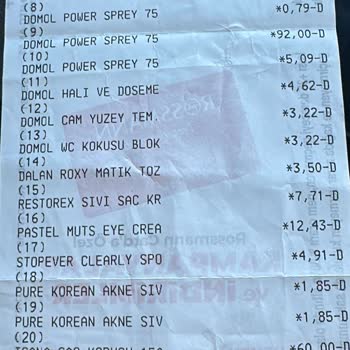 (8)
DOMOL POWER SPREY 75 *0,79-D
(9)
DOMOL POWER SPREY 75 *92,00-D
(10)
DOMOL POWER SPREY 75 *5,09-D
(11)
DOMOL HALI VE DOSEME *4,62-D
(12)
DOMOL CAM YUZEY TEM. *3,22-D
(13)
DOMOL WC KOKUSU BLOK *3,22-D
(14)
DALAN ROXY MATIK TOZ *3,50-D
(15)
RESTOREX SIVI SAC KR *7,71-D
(16)
PASTEL MUTS EYE CREA *12,43-D
(17)
STOPEVER CLEARLY SPO *4,91-D
(18)
PURE KOREAN AKNE SIV *1,85-D
(19)
PURE KOREAN AKNE SIV *1,85-D
(20)
*60,00-D